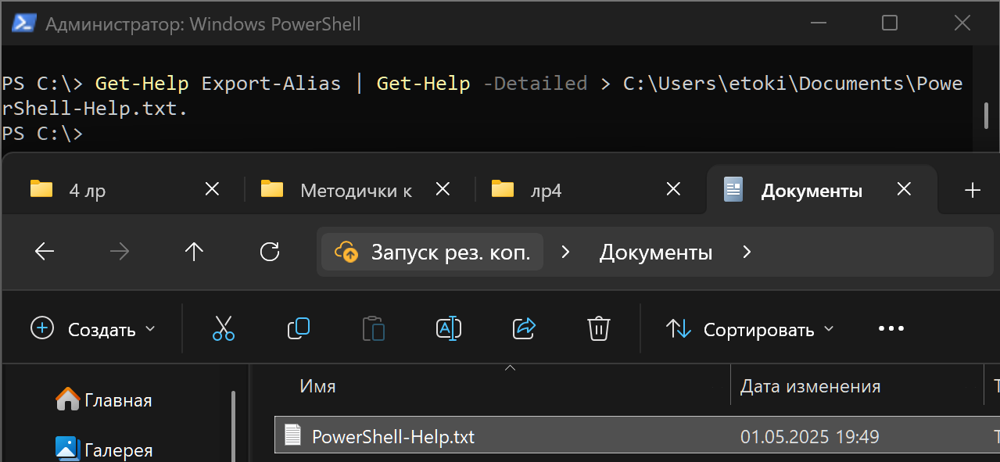 Администратор: Windows PowerShell
PS C:\> Get-Help Export-Alias | Get-Help -Detailed > C:\Users\etoki\Documents\Powe
rShell-Help.txt.
PS C:\>
4 лр
Методички к
лр4
Документы
Запуск рез. коп. > Документы >
Создать
Сортировать
Имя
Дата изменения
Т
Главная
Галерея
PowerShell-Help.txt
01.05.2025 19:49
Т